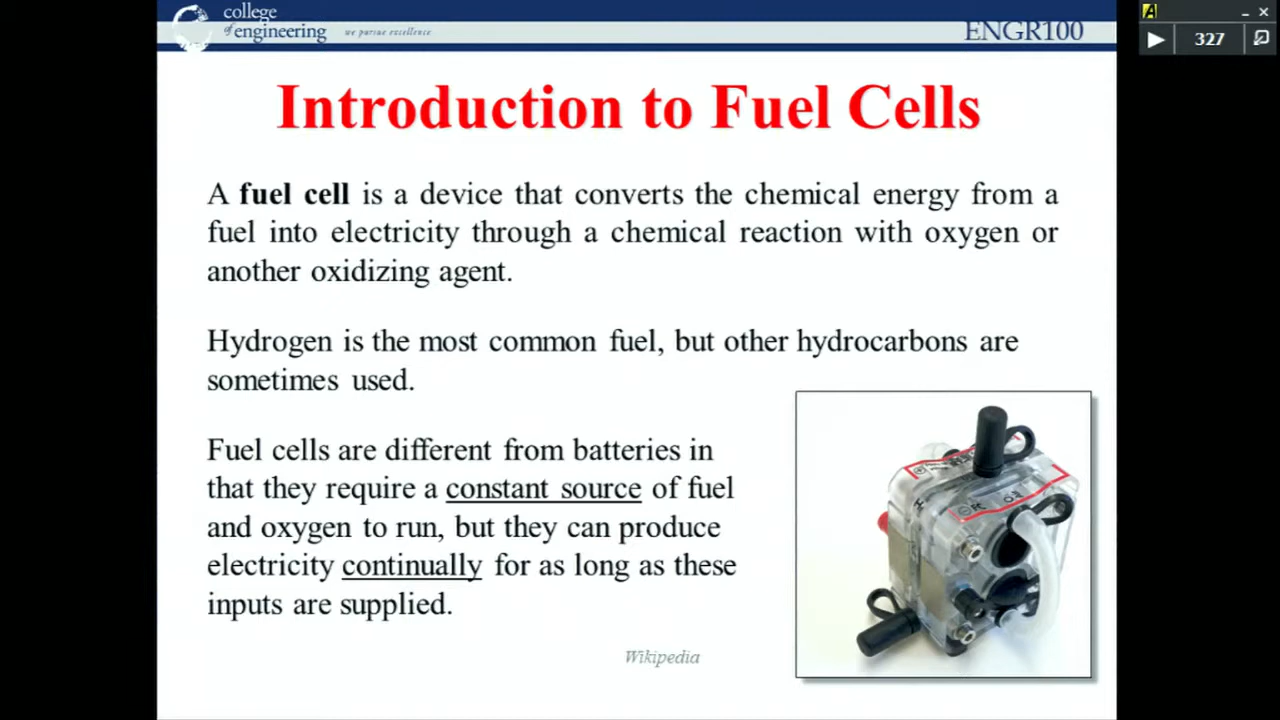 college
of engineering we pursue excellence
ENGR100
327
Introduction to Fuel Cells
A fuel cell is a device that converts the chemical energy from a
fuel into electricity through a chemical reaction with oxygen or
another oxidizing agent.
Hydrogen is the most common fuel, but other hydrocarbons are
sometimes used.
Fuel cells are different from batteries in
that they require a constant source of fuel
and oxygen to run, but they can produce
electricity continually for as long as these
inputs are supplied.
Wikipedia